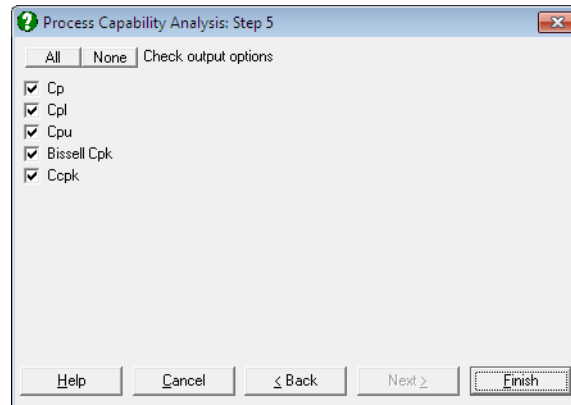 Process Capability Analysis: Step 5
All None Check output options
Cp
Cpl
Cpu
Bissell Cpk
Ccpk
Help Cancel < Back Next > Finish